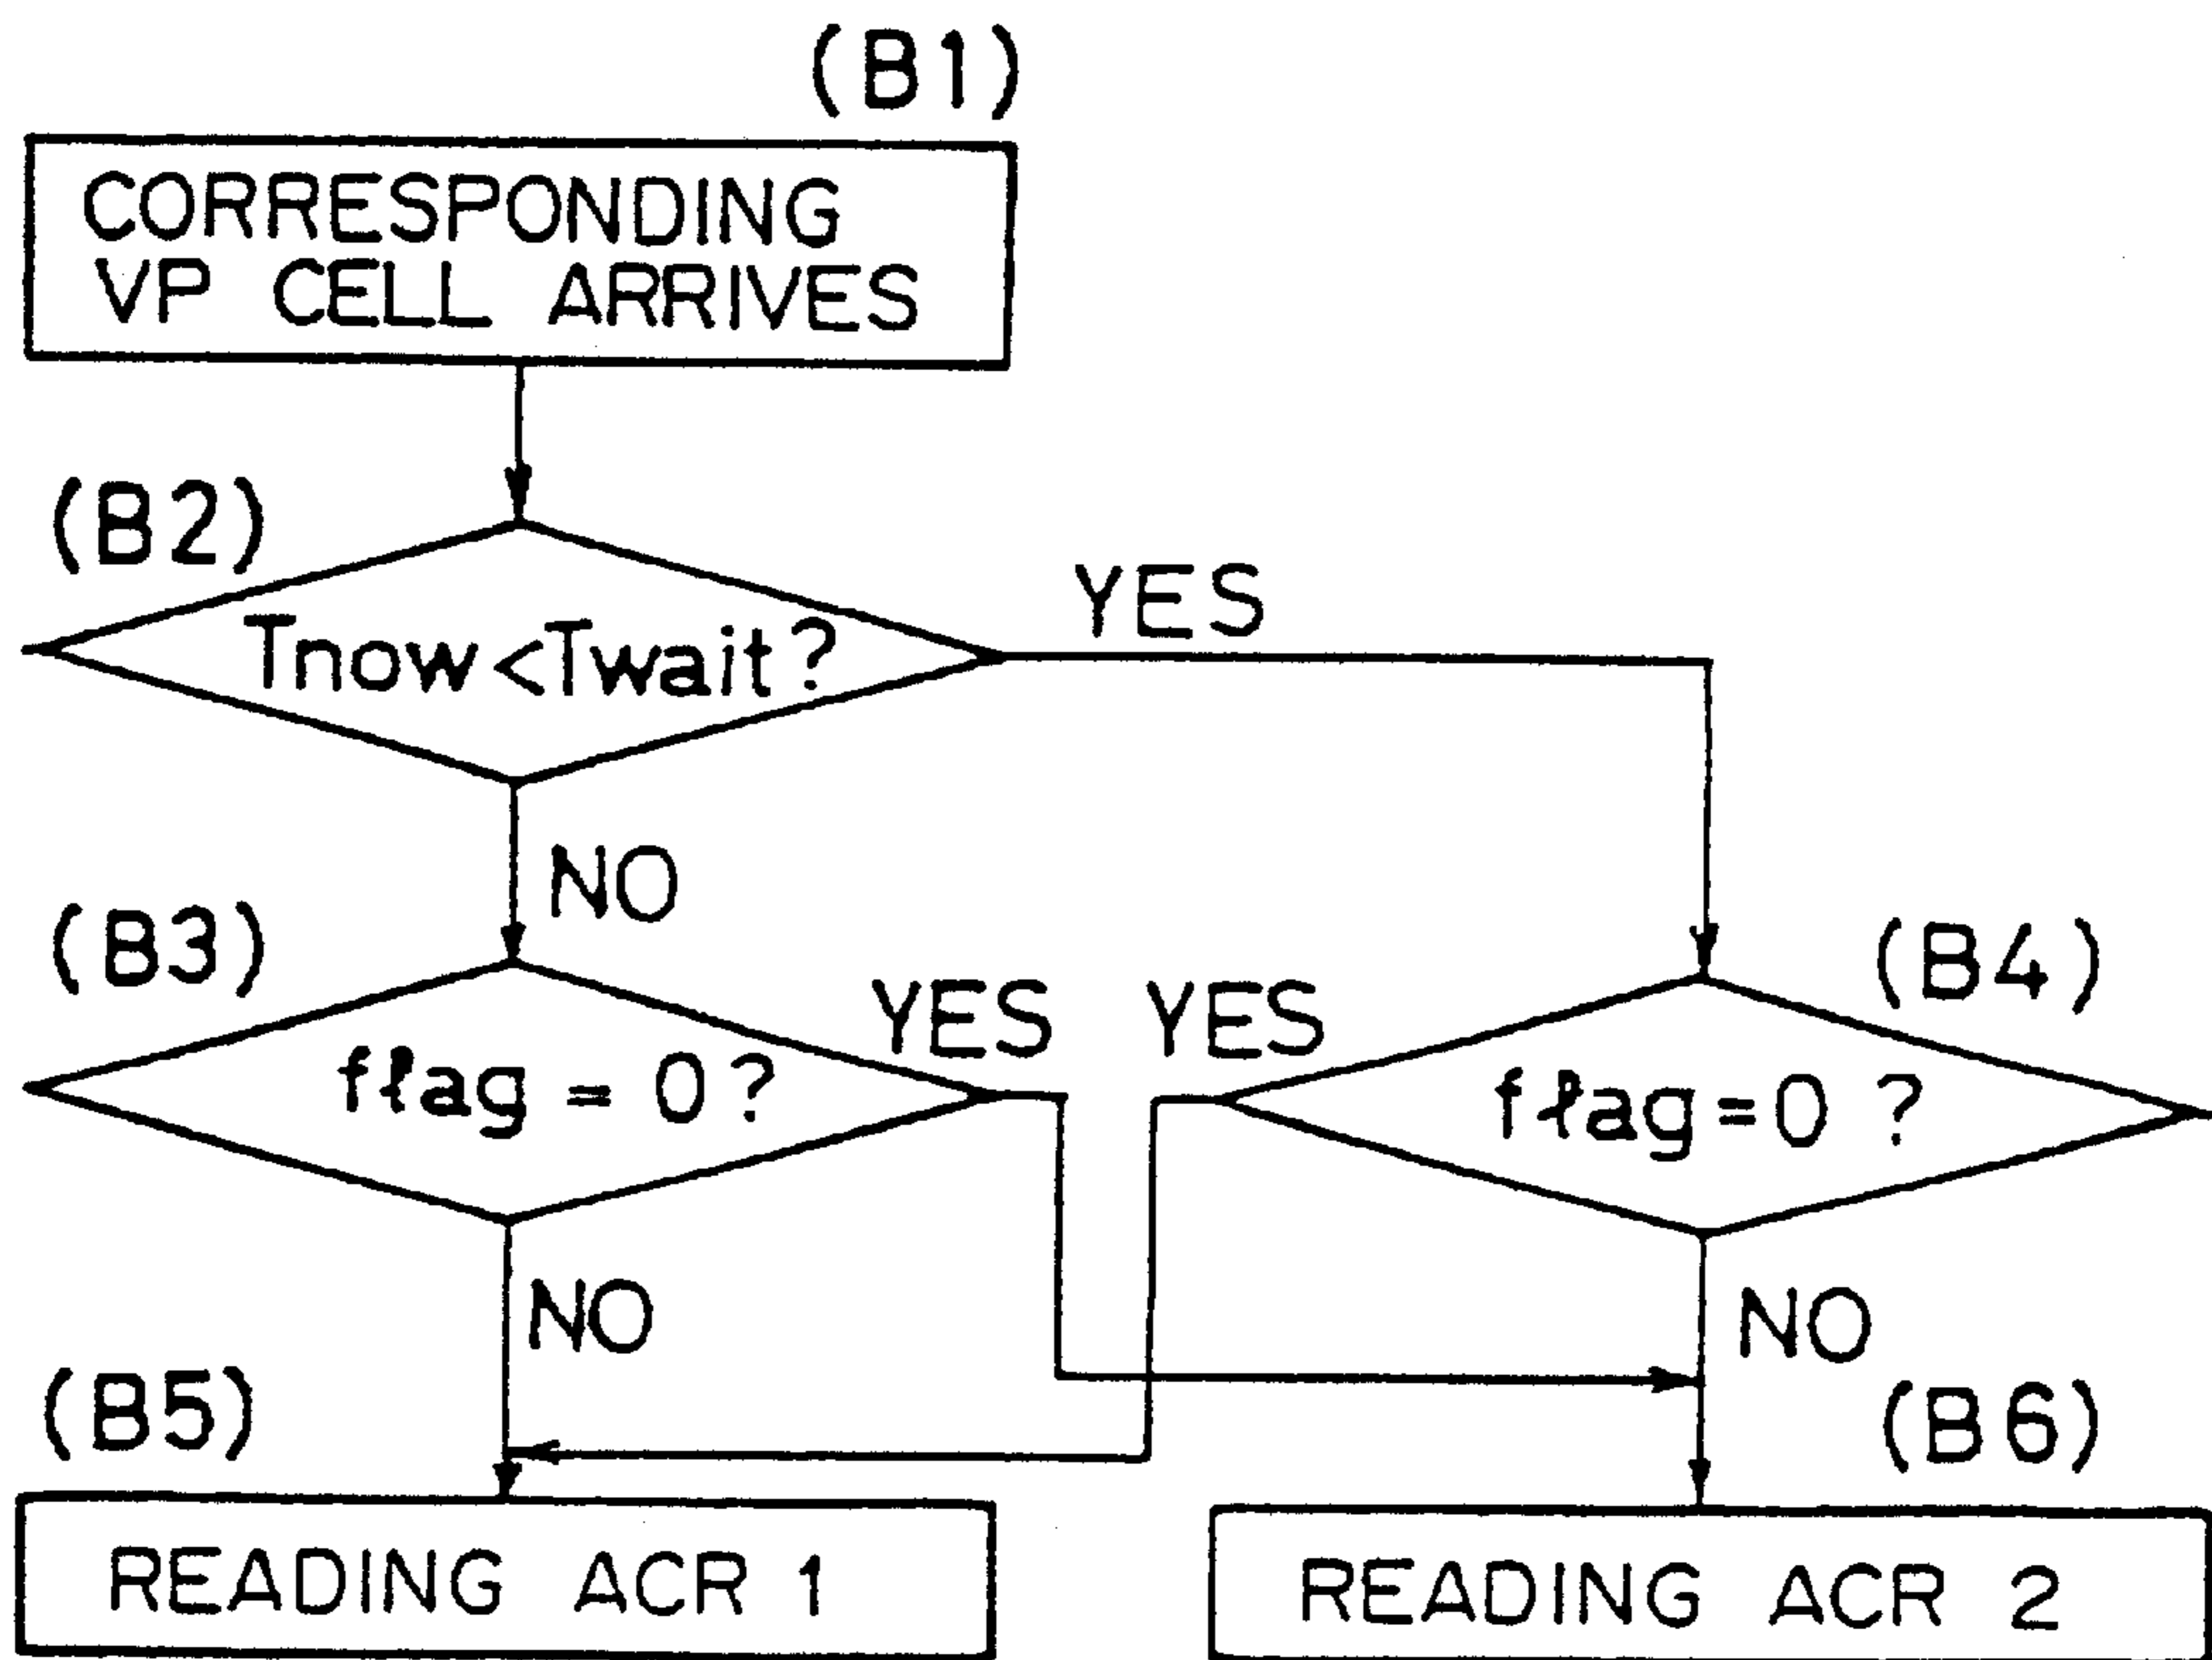 (B1)
CORRESPONDING
VP CELL ARRIVES
(B2)
YES
Tnow<Twait?
NO
(B3)
(B4)
YES
YES
flag = 0?
flag=0 ?
NO
NO
(B5)
(B6)
READING ACR 1
READING ACR 2